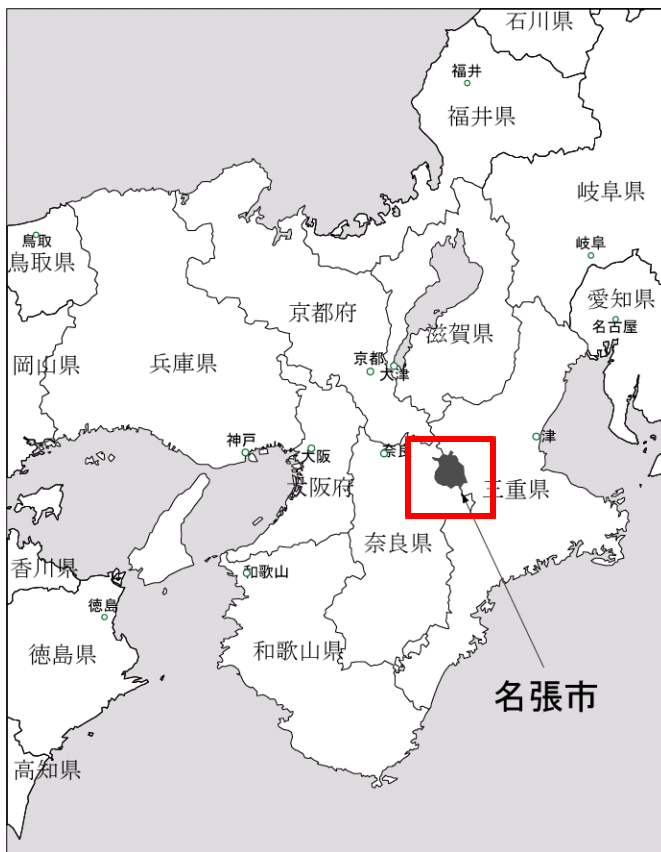 石川県
福井
福井県
岐阜県
鳥取
鳥取県
岐阜
愛知県
名古屋
京都府
滋賀県
岡山県
兵庫県
京都
大津
神戸
大阪
奈良
津
大阪府
三重県
奈良県
香川県
和歌山
徳島
徳島県
和歌山県
名張市
高知県